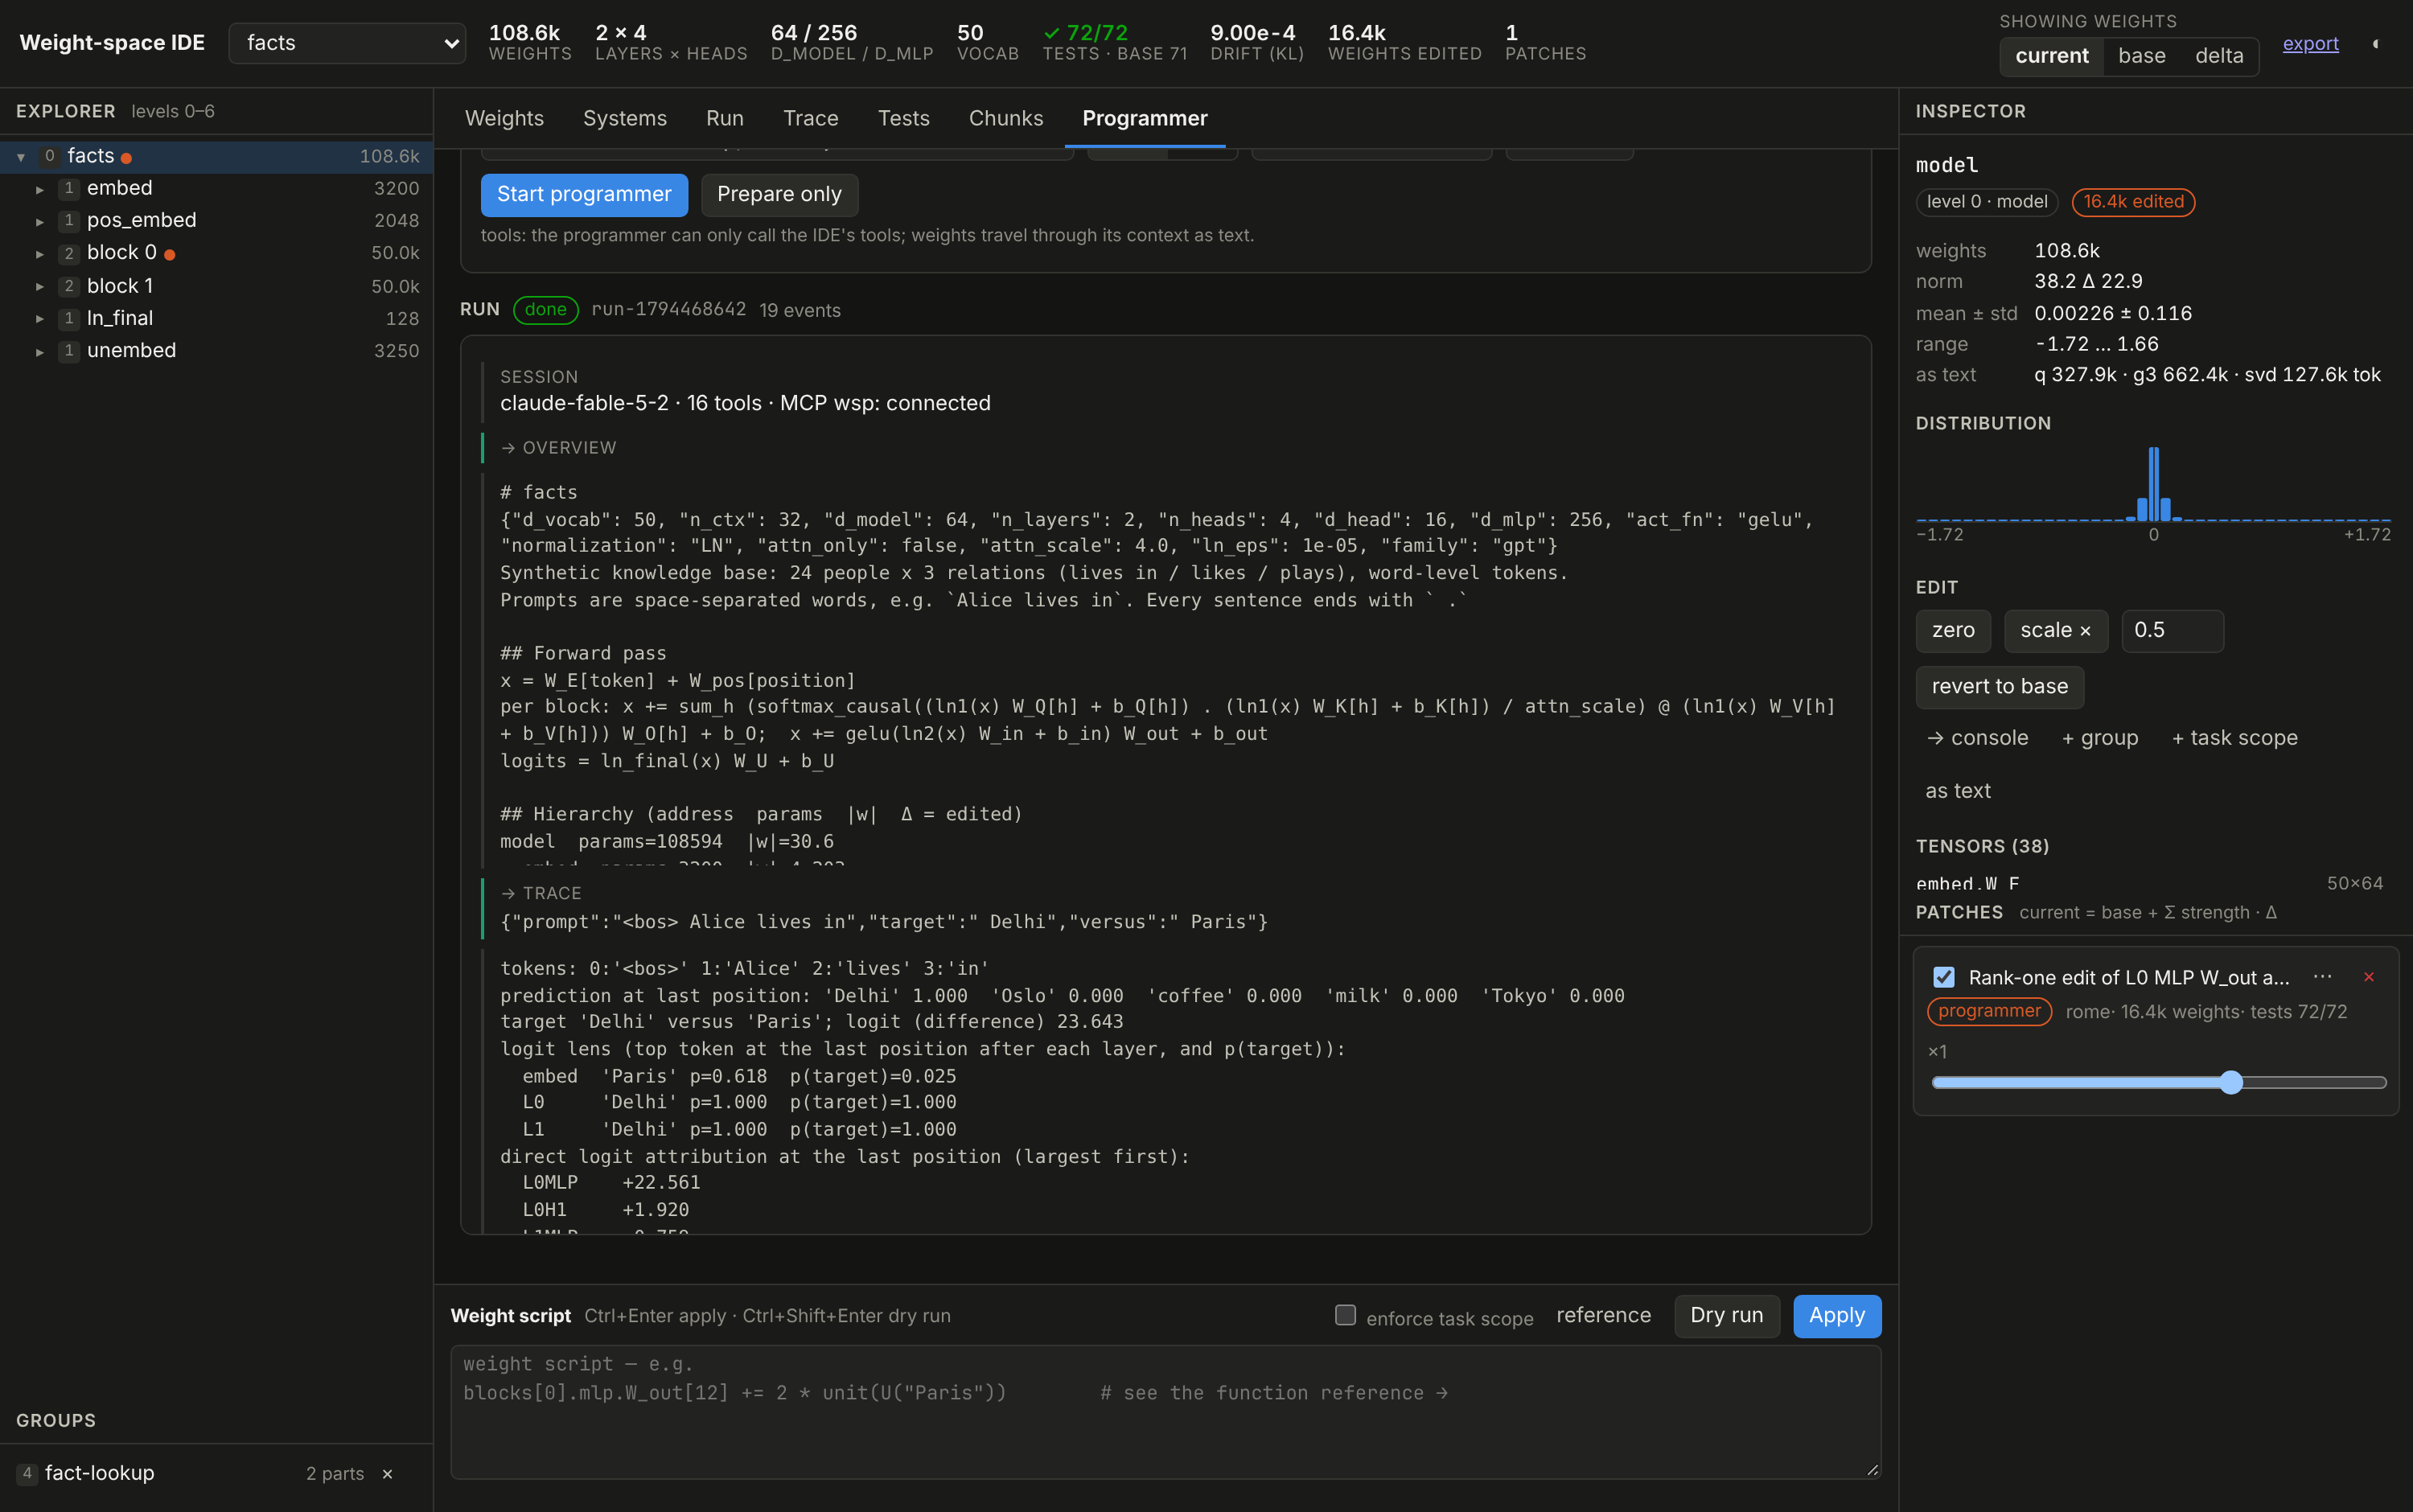 Weight-space IDE
facts
108.6k
WEIGHTS
2 × 4
LAYERS × HEADS
64 / 256
D_MODEL / D_MLP
50
VOCAB
✓ 72/72
TESTS · BASE 71
9.00e-4
DRIFT (KL)
16.4k
WEIGHTS EDITED
1
PATCHES
SHOWING WEIGHTS
current base delta
export
EXPLORER levels 0–6
0 facts 108.6k
1 embed 3200
1 pos_embed 2048
2 block 0 50.0k
2 block 1 50.0k
1 ln_final 128
1 unembed 3250
GROUPS
4 fact-lookup 2 parts ×
Weights Systems Run Trace Tests Chunks Programmer
Start programmer Prepare only
tools: the programmer can only call the IDE's tools; weights travel through its context as text.
RUN done run-1794468642 19 events
SESSION
claude-fable-5-2 · 16 tools · MCP wsp: connected
→ OVERVIEW
# facts
{"d_vocab": 50, "n_ctx": 32, "d_model": 64, "n_layers": 2, "n_heads": 4, "d_head": 16, "d_mlp": 256, "act_fn": "gelu",
"normalization": "LN", "attn_only": false, "attn_scale": 4.0, "ln_eps": 1e-05, "family": "gpt"}
Synthetic knowledge base: 24 people x 3 relations (lives in / likes / plays), word-level tokens.
Prompts are space-separated words, e.g. `Alice lives in`. Every sentence ends with ` .`
## Forward pass
x = W_E[token] + W_pos[position]
per block: x += sum_h (softmax_causal((ln1(x) W_Q[h] + b_Q[h]) . (ln1(x) W_K[h] + b_K[h]) / attn_scale) @ (ln1(x) W_V[h]
+ b_V[h])) W_O[h] + b_O;  x += gelu(ln2(x) W_in + b_in) W_out + b_out
logits = ln_final(x) W_U + b_U
## Hierarchy (address  params  |w|  Δ = edited)
model  params=108594  |w|=30.6
→ TRACE
{"prompt":"<bos> Alice lives in","target":" Delhi","versus":" Paris"}
tokens: 0:'<bos>' 1:'Alice' 2:'lives' 3:'in'
prediction at last position: 'Delhi' 1.000  'Oslo' 0.000  'coffee' 0.000  'milk' 0.000  'Tokyo' 0.000
target 'Delhi' versus 'Paris'; logit (difference) 23.643
logit lens (top token at the last position after each layer, and p(target)):
embed  'Paris' p=0.618  p(target)=0.025
L0     'Delhi' p=1.000  p(target)=1.000
L1     'Delhi' p=1.000  p(target)=1.000
direct logit attribution at the last position (largest first):
L0MLP    +22.561
L0H1     +1.920
Weight script Ctrl+Enter apply · Ctrl+Shift+Enter dry run
enforce task scope reference Dry run Apply
weight script — e.g.
blocks[0].mlp.W_out[12] += 2 * unit(U("Paris"))        # see the function reference →
INSPECTOR
model
level 0 · model 16.4k edited
weights 108.6k
norm 38.2 Δ 22.9
mean ± std 0.00226 ± 0.116
range -1.72 … 1.66
as text q 327.9k · g3 662.4k · svd 127.6k tok
DISTRIBUTION
−1.72 0 +1.72
EDIT
zero scale × 0.5
revert to base
→ console + group + task scope
as text
TENSORS (38)
embed.W_E 50×64
PATCHES current = base + Σ strength · Δ
Rank-one edit of L0 MLP W_out a... ⋯ ×
programmer rome· 16.4k weights· tests 72/72
×1